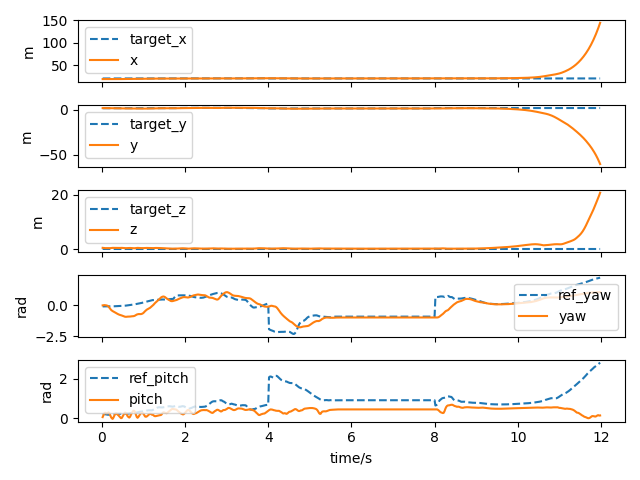 150
100
50
m
target_x
x
0
−50
m
target_y
y
20
0
m
target_z
z
0.0
−2.5
rad
ref_yaw
yaw
2
0
rad
ref_pitch
pitch
0 2 4 6 8 10 12
time/s